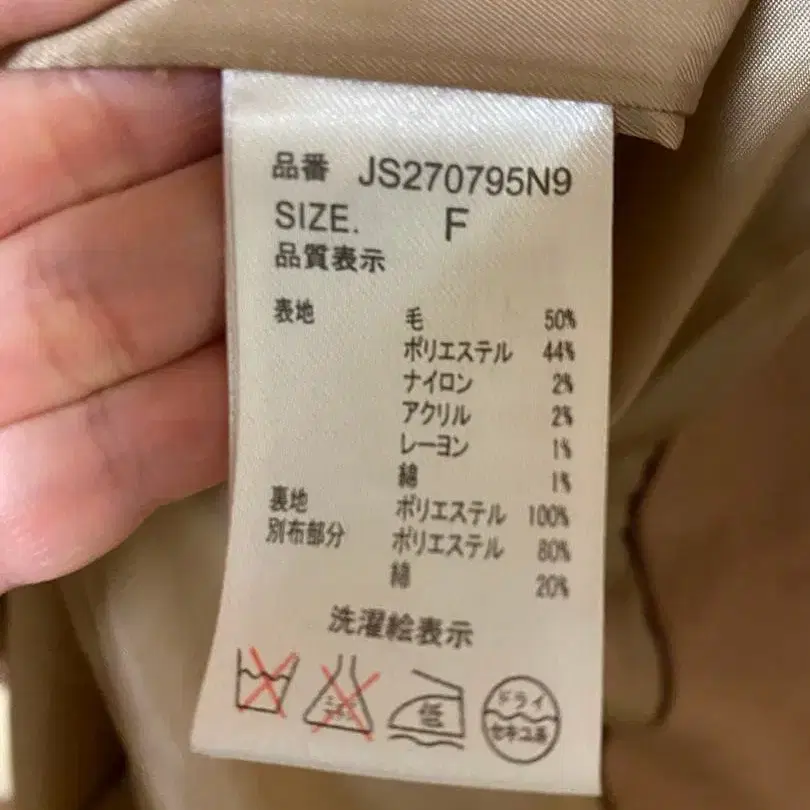 品番 JS270795N9
SIZE. F
品質表示
表地 毛 50%
ポリエステル 44%
ナイロン 2%
アクリル 2%
レーヨン 1%
綿 1%
裏地 ポリエステル 100%
別布部分 ポリエステル 80%
綿 20%
洗濯絵表示
低
ドライ
セキユ系